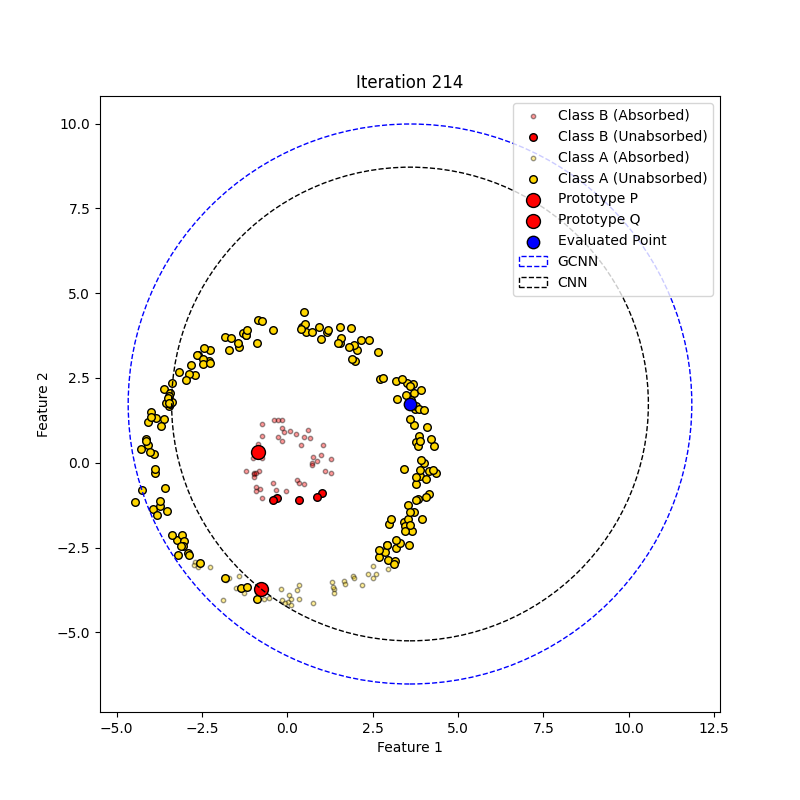 Iteration 214
Class B (Absorbed)
Class B (Unabsorbed)
Class A (Absorbed)
Class A (Unabsorbed)
Prototype P
Prototype Q
Evaluated Point
GCNN
CNN
10.0
7.5
5.0
2.5
0.0
−2.5
−5.0
Feature 2
−5.0 −2.5 0.0 2.5 5.0 7.5 10.0 12.5
Feature 1